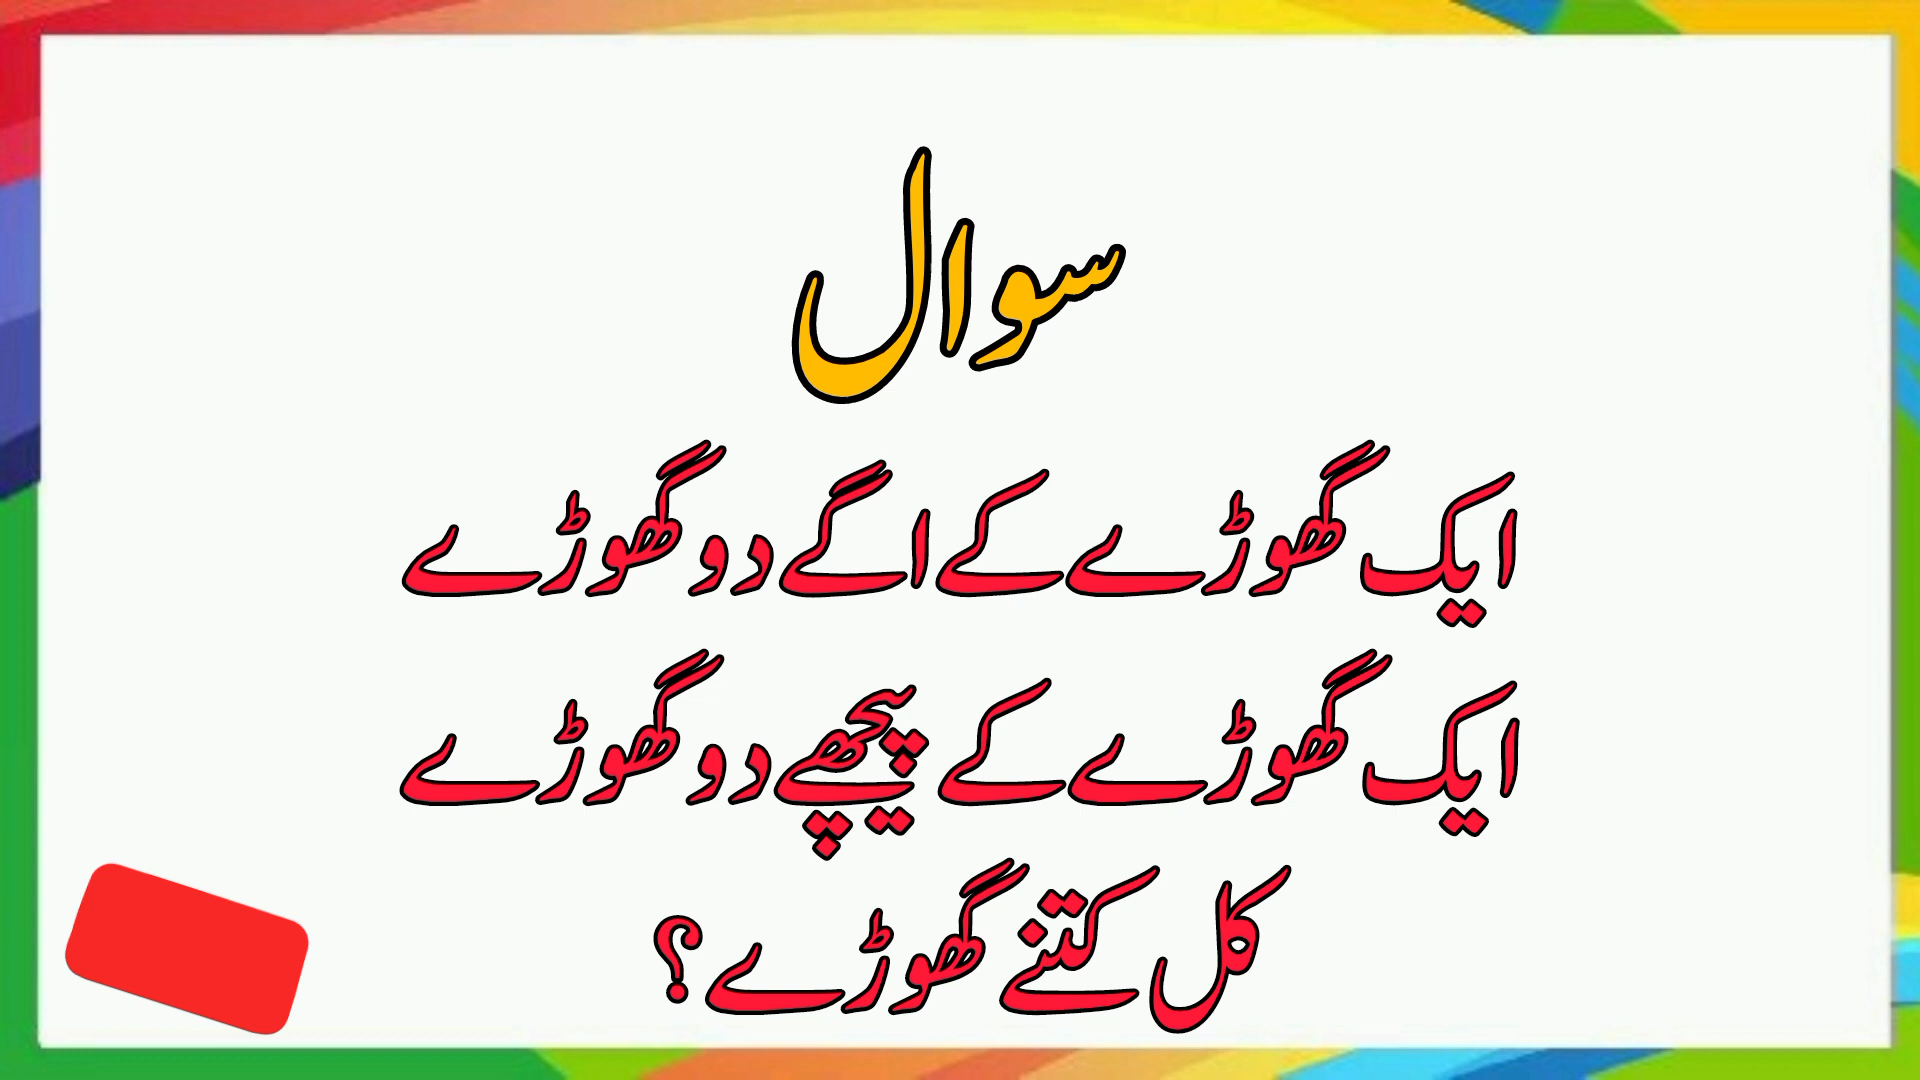 سوال
ایک گھوڑے کے اگے دو گھوڑے
ایک گھوڑے کے پیچھے دو گھوڑے
کل کتنے گھوڑے؟